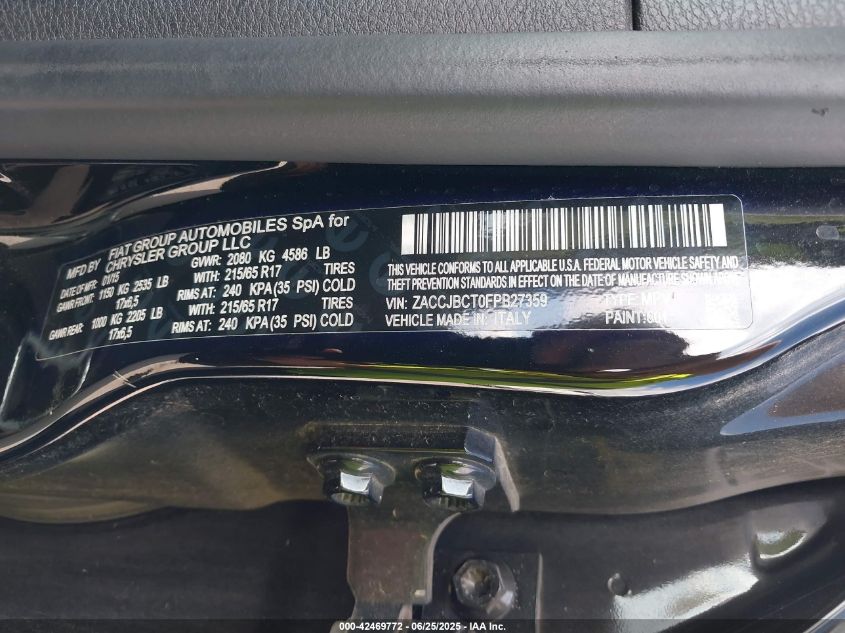 MFD BY FIAT GROUP AUTOMOBILES SpA for
CHRYSLER GROUP LLC
DATE OF MFR 01/15 GVWR: 2080 KG 4586 LB
GAWR FRONT: 1150 KG 2535 LB WITH 215/65 R17 TIRES
17x6,5 RIMS AT: 240 KPA(35 PSI) COLD
GAWR REAR: 1000 KG 2205 LB WITH 215/65 R17 TIRES
17x6,5 RIMS AT: 240 KPA(35 PSI) COLD
THIS VEHICLE CONFORMS TO ALL APPLICABLE U.S.A. FEDERAL MOTOR VEHICLE SAFETY, BUMPER, AND
THEFT PREVENTION STANDARDS IN EFFECT ON THE DATE OF MANUFACTURE SHOWN ABOVE.
VIN: ZACCJBCT0FPB27359 TYPE: MPV
VEHICLE MADE IN: ITALY PAINT: 601
000-42469772 - 06/25/2025 - IAA Inc.